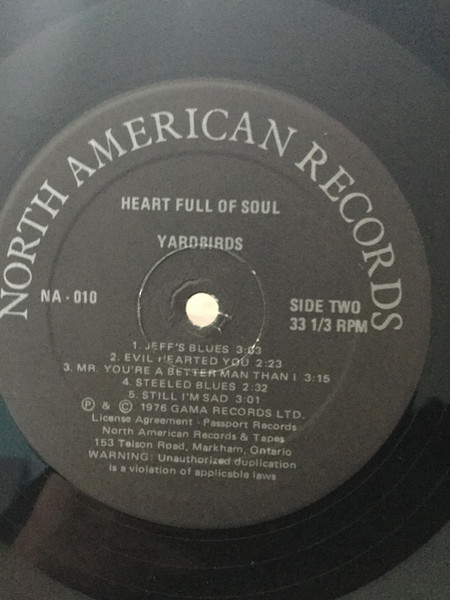 NORTH AMERICAN RECORDS
HEART FULL OF SOUL
YARDBIRDS
NA - 010
SIDE TWO
33 1/3 RPM
1. JEFF'S BLUES 3:03
2. EVIL HEARTED YOU 2:23
3. MR. YOU'RE A BETTER MAN THAN I 3:15
4. STEELED BLUES 2:32
5. STILL I'M SAD 3:01
Ⓟ & © 1976 GAMA RECORDS LTD.
License Agreement - Passport Records
North American Records & Tapes
153 Telson Road, Markham, Ontario
WARNING: Unauthorized duplication
is a violation of applicable laws